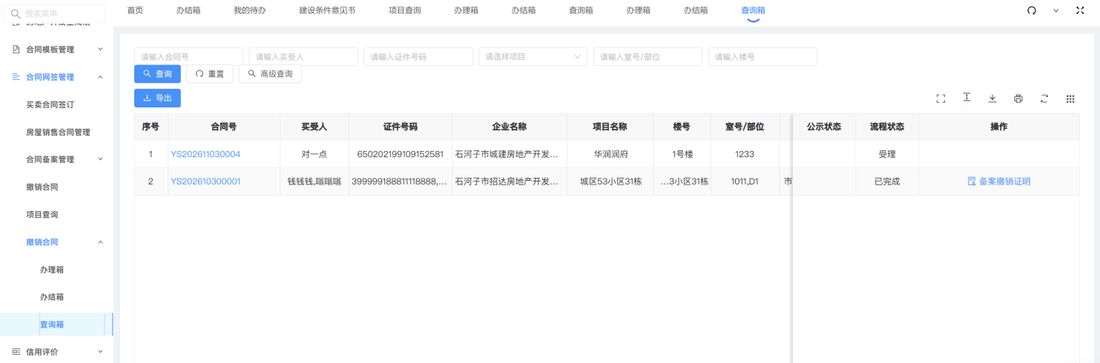 搜索菜单
首页 办结箱 我的待办 建设条件意见书 项目查询 办理箱 办结箱 查询箱 办理箱 办结箱 查询箱
合同模板管理
合同网签管理
买卖合同签订
房屋销售合同管理
合同备案管理
撤销合同
项目查询
撤销合同
办理箱
办结箱
查询箱
信用评价
请输入合同号 请输入买受人 请输入证件号码 请选择项目 请输入室号/部位 请输入楼号
查询 重置 高级查询
导出
序号 合同号 买受人 证件号码 企业名称 项目名称 楼号 室号/部位 公示状态 流程状态 操作
1 YS202611030004 对一点 650202199109152581 石河子市城建房地产开发... 华润润府 1号楼 1233 受理
2 YS202610300001 钱钱钱,嗡嗡嗡 399999188811118888,... 石河子市招达房地产开发... 城区53小区31栋 ...3小区31栋 1011,D1 市 已完成 备案撤销证明